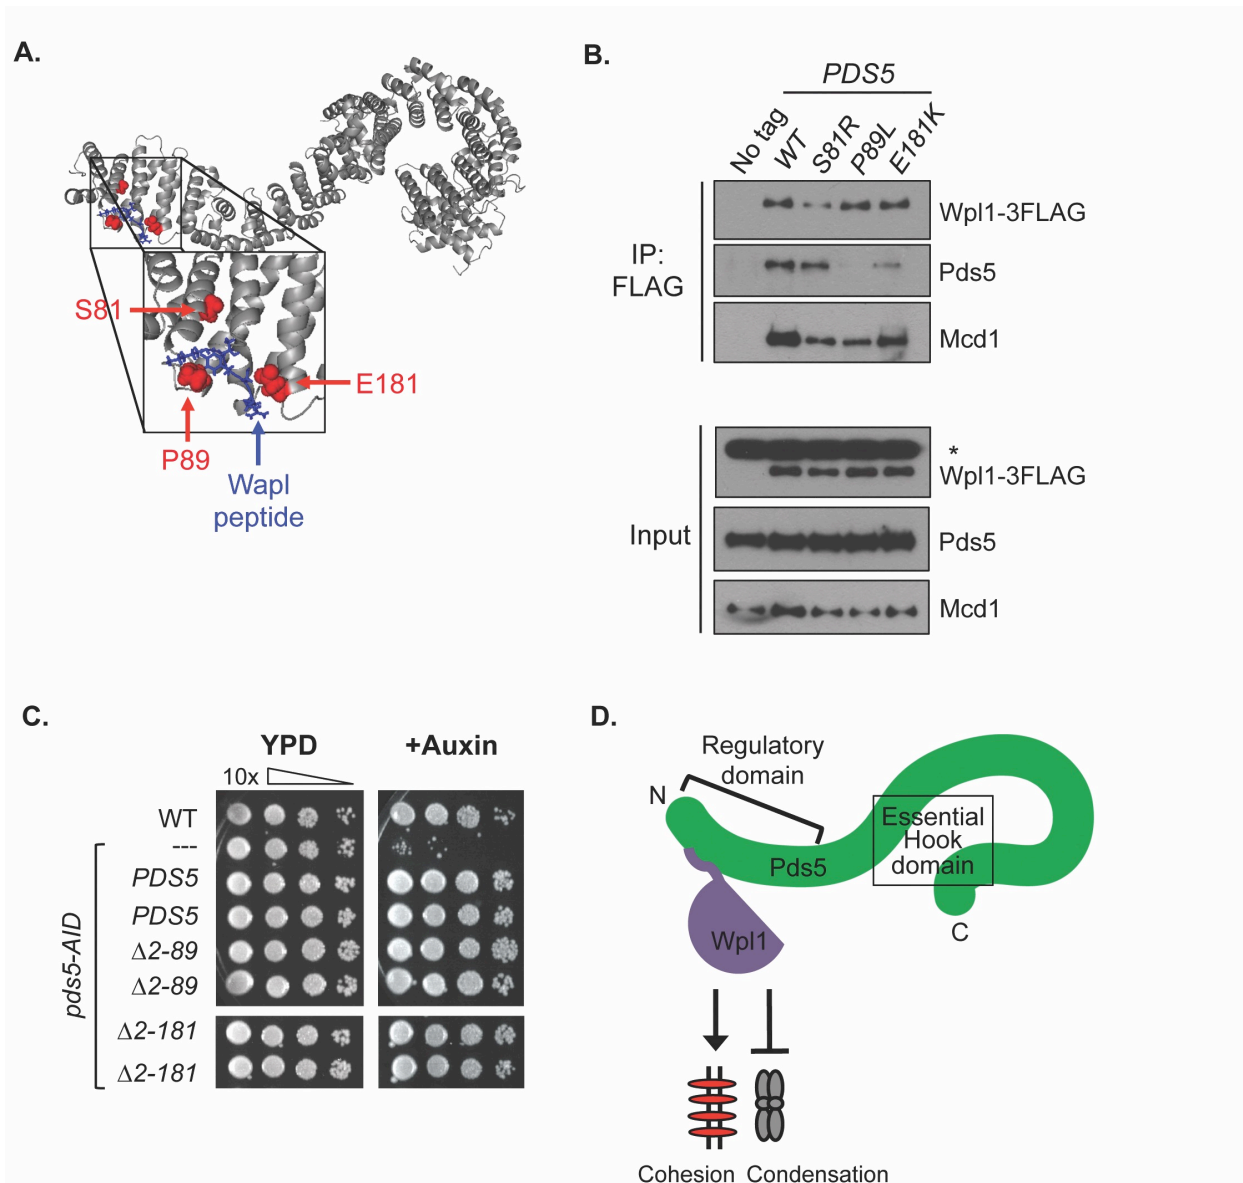 A.
S81
P89
E181
Wapl
peptide
B.
PDS5
No tag
WT
S81R
P89L
E181K
IP:
FLAG
Wpl1-3FLAG
Pds5
Mcd1
Input
*
Wpl1-3FLAG
Pds5
Mcd1
C.
YPD
+Auxin
10x
WT
---
PDS5
PDS5
Δ2-89
Δ2-89
Δ2-181
Δ2-181
pds5-AID
D.
Regulatory
domain
N
Essential
Hook
domain
Pds5
C
Wpl1
Cohesion
Condensation